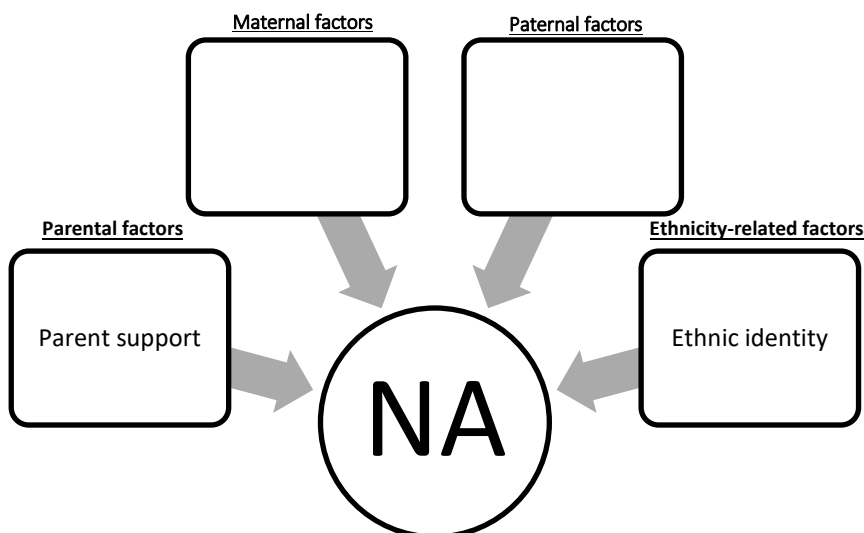 Maternal factors
Paternal factors
Parental factors
Ethnicity-related factors
Parent support
Ethnic identity
NA